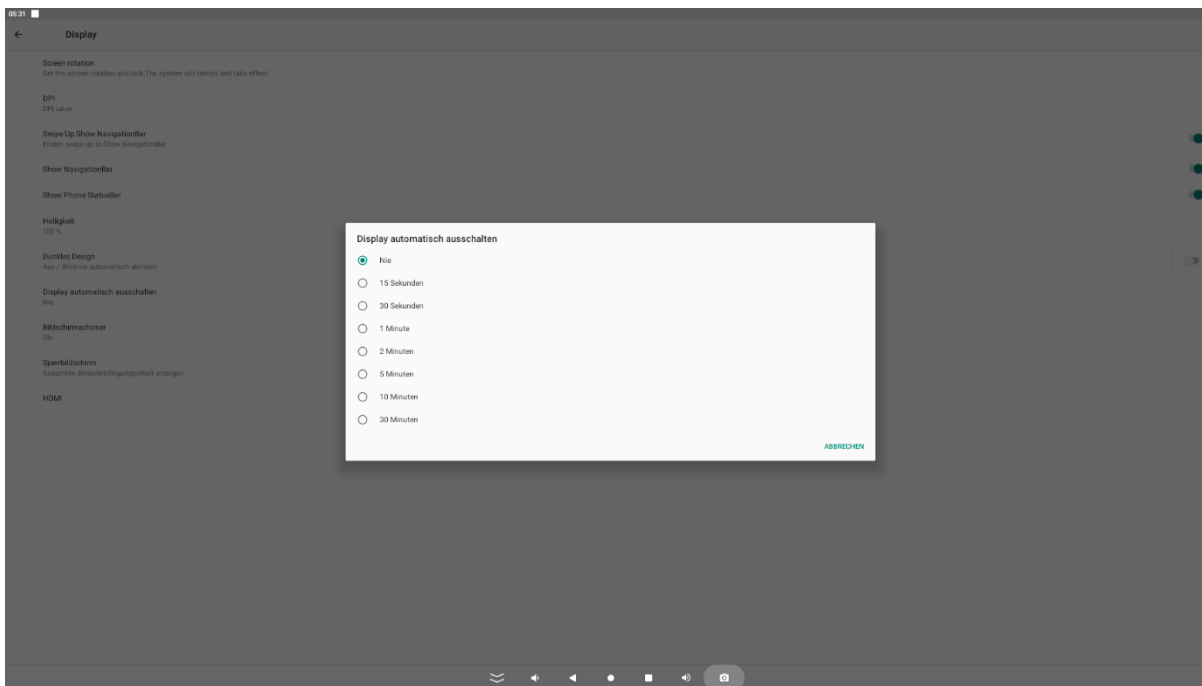 05:31
Display
Screen rotation
Set the screen rotation and lock.The system will restart and take effect.
DPI
DPI value
Swipe Up Show NavigationBar
Enable swipe up to Show NavigationBar
Show NavigationBar
Show Phone StatusBar
Helligkeit
100 %
Dunkles Design
Aus / Wird nie automatisch aktiviert
Display automatisch ausschalten
Nie
Bildschirmschoner
Uhr
Sperrbildschirm
Gesamten Benachrichtigungsinhalt anzeigen
HDMI
Display automatisch ausschalten
Nie
15 Sekunden
30 Sekunden
1 Minute
2 Minuten
5 Minuten
10 Minuten
30 Minuten
ABBRECHEN